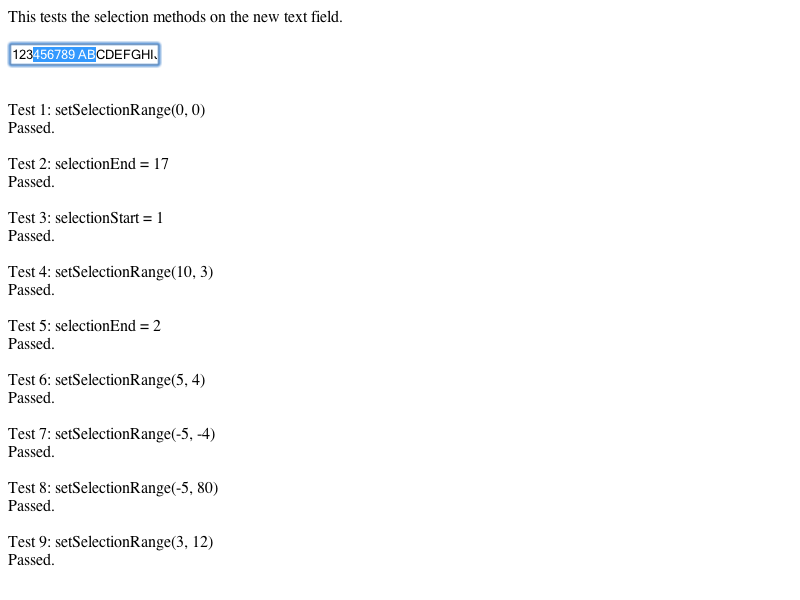 This tests the selection methods on the new text field.
123456789 ABCDEFGHI
Test 1: setSelectionRange(0, 0)
Passed.
Test 2: selectionEnd = 17
Passed.
Test 3: selectionStart = 1
Passed.
Test 4: setSelectionRange(10, 3)
Passed.
Test 5: selectionEnd = 2
Passed.
Test 6: setSelectionRange(5, 4)
Passed.
Test 7: setSelectionRange(-5, -4)
Passed.
Test 8: setSelectionRange(-5, 80)
Passed.
Test 9: setSelectionRange(3, 12)
Passed.